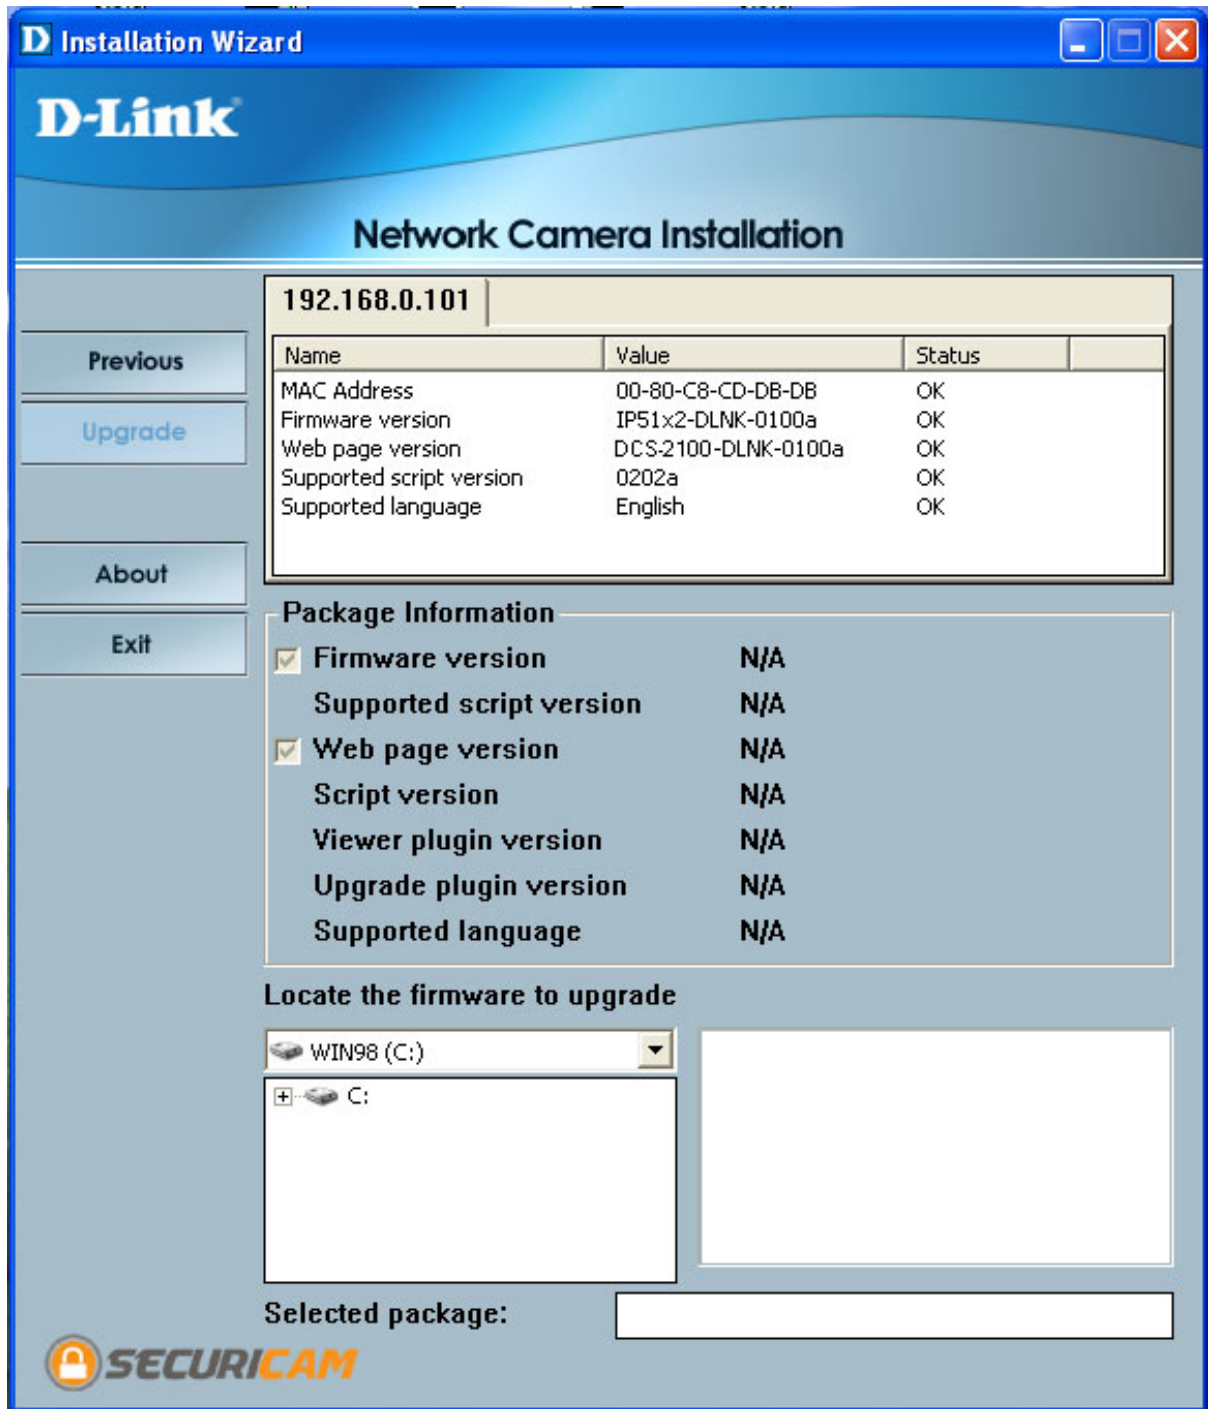 D Installation Wizard
D-Link
Network Camera Installation
192.168.0.101
Previous
Upgrade
About
Exit
Name Value Status
MAC Address 00-80-C8-CD-DB-DB OK
Firmware version IP51x2-DLNK-0100a OK
Web page version DCS-2100-DLNK-0100a OK
Supported script version 0202a OK
Supported language English OK
Package Information
Firmware version N/A
Supported script version N/A
Web page version N/A
Script version N/A
Viewer plugin version N/A
Upgrade plugin version N/A
Supported language N/A
Locate the firmware to upgrade
WIN98 (C:)
C:
Selected package:
SECURICAM